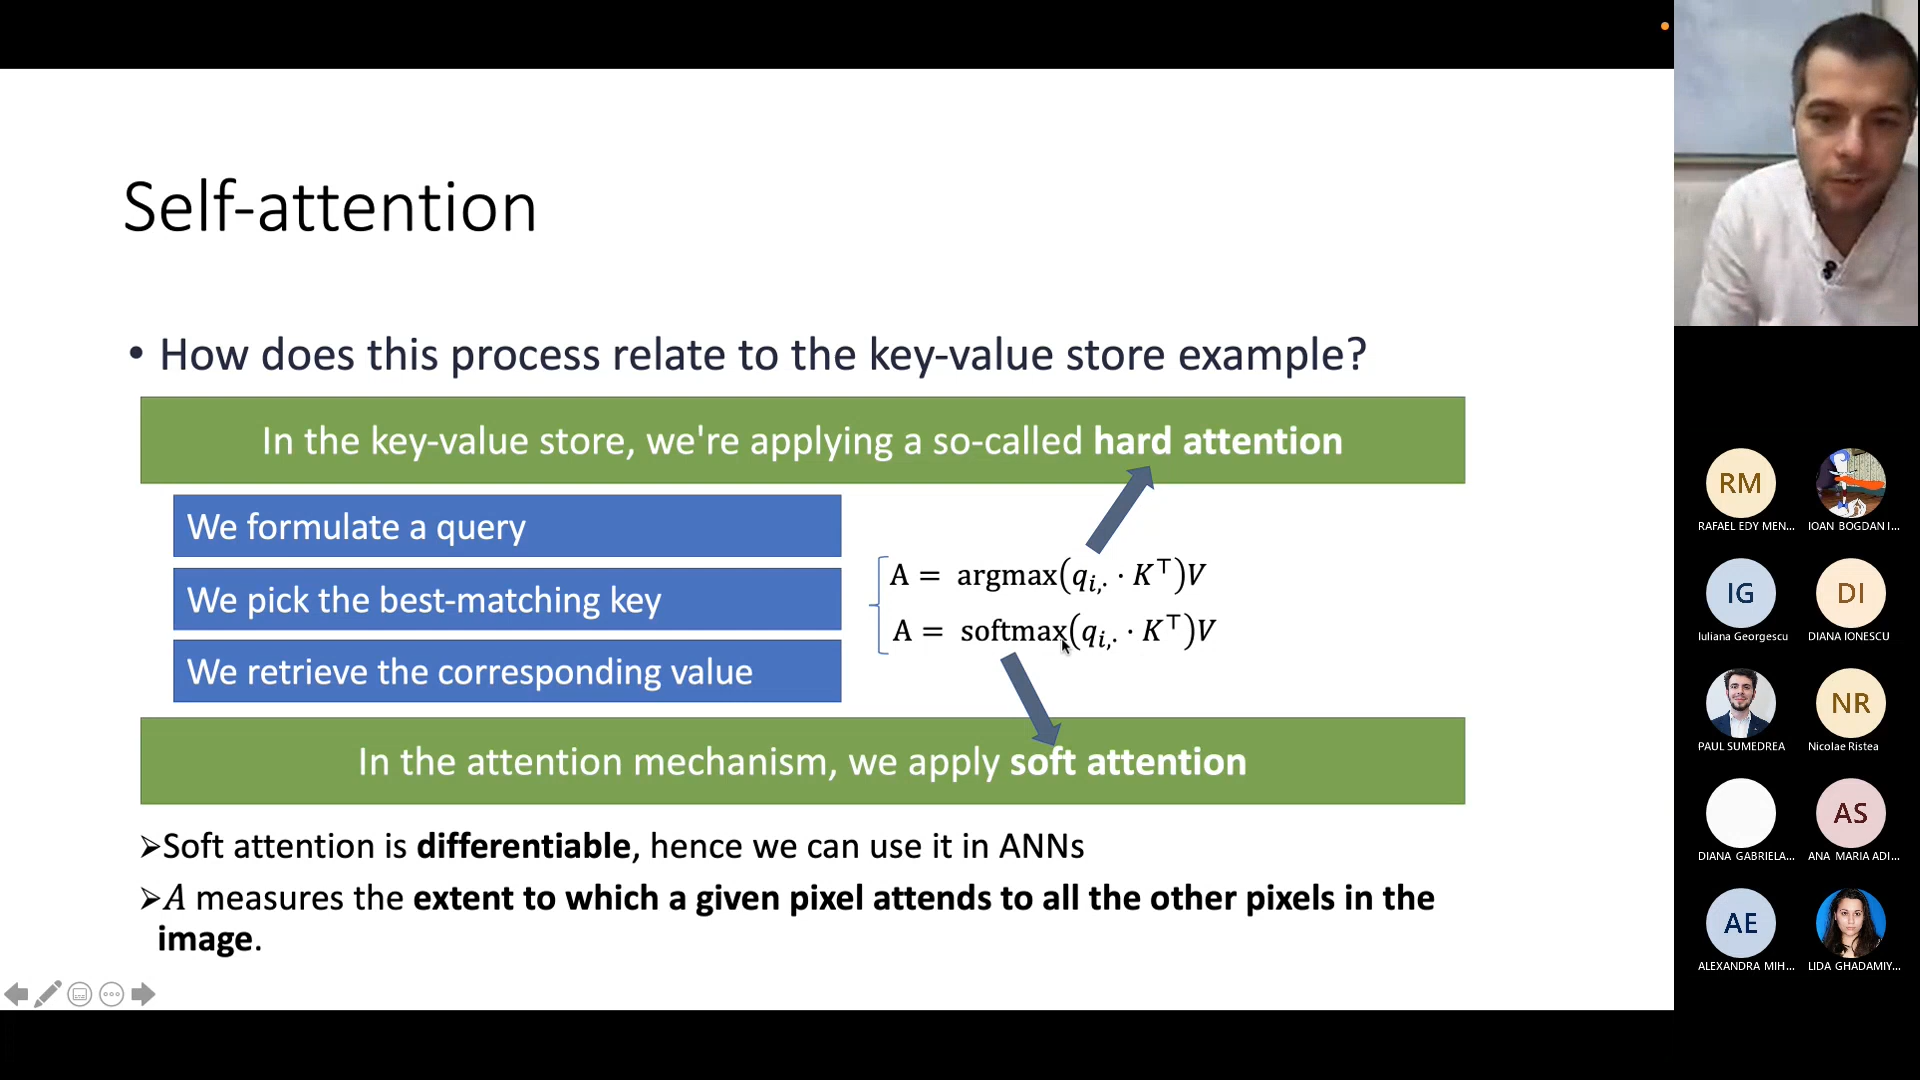 Self-attention
• How does this process relate to the key-value store example?
In the key-value store, we're applying a so-called hard attention
We formulate a query
We pick the best-matching key
We retrieve the corresponding value
A = argmax(qᵢ,. · K⊤)V
A = softmax(qᵢ,. · K⊤)V
In the attention mechanism, we apply soft attention
➢Soft attention is differentiable, hence we can use it in ANNs
➢A measures the extent to which a given pixel attends to all the other pixels in the
image.
RM
RAFAEL EDY MEN...
IOAN BOGDAN I...
IG
Iuliana Georgescu
DI
DIANA IONESCU
PAUL SUMEDREA
NR
Nicolae Ristea
DIANA GABRIELA...
AS
ANA MARIA ADI...
AE
ALEXANDRA MIH...
LIDA GHADAMIY...